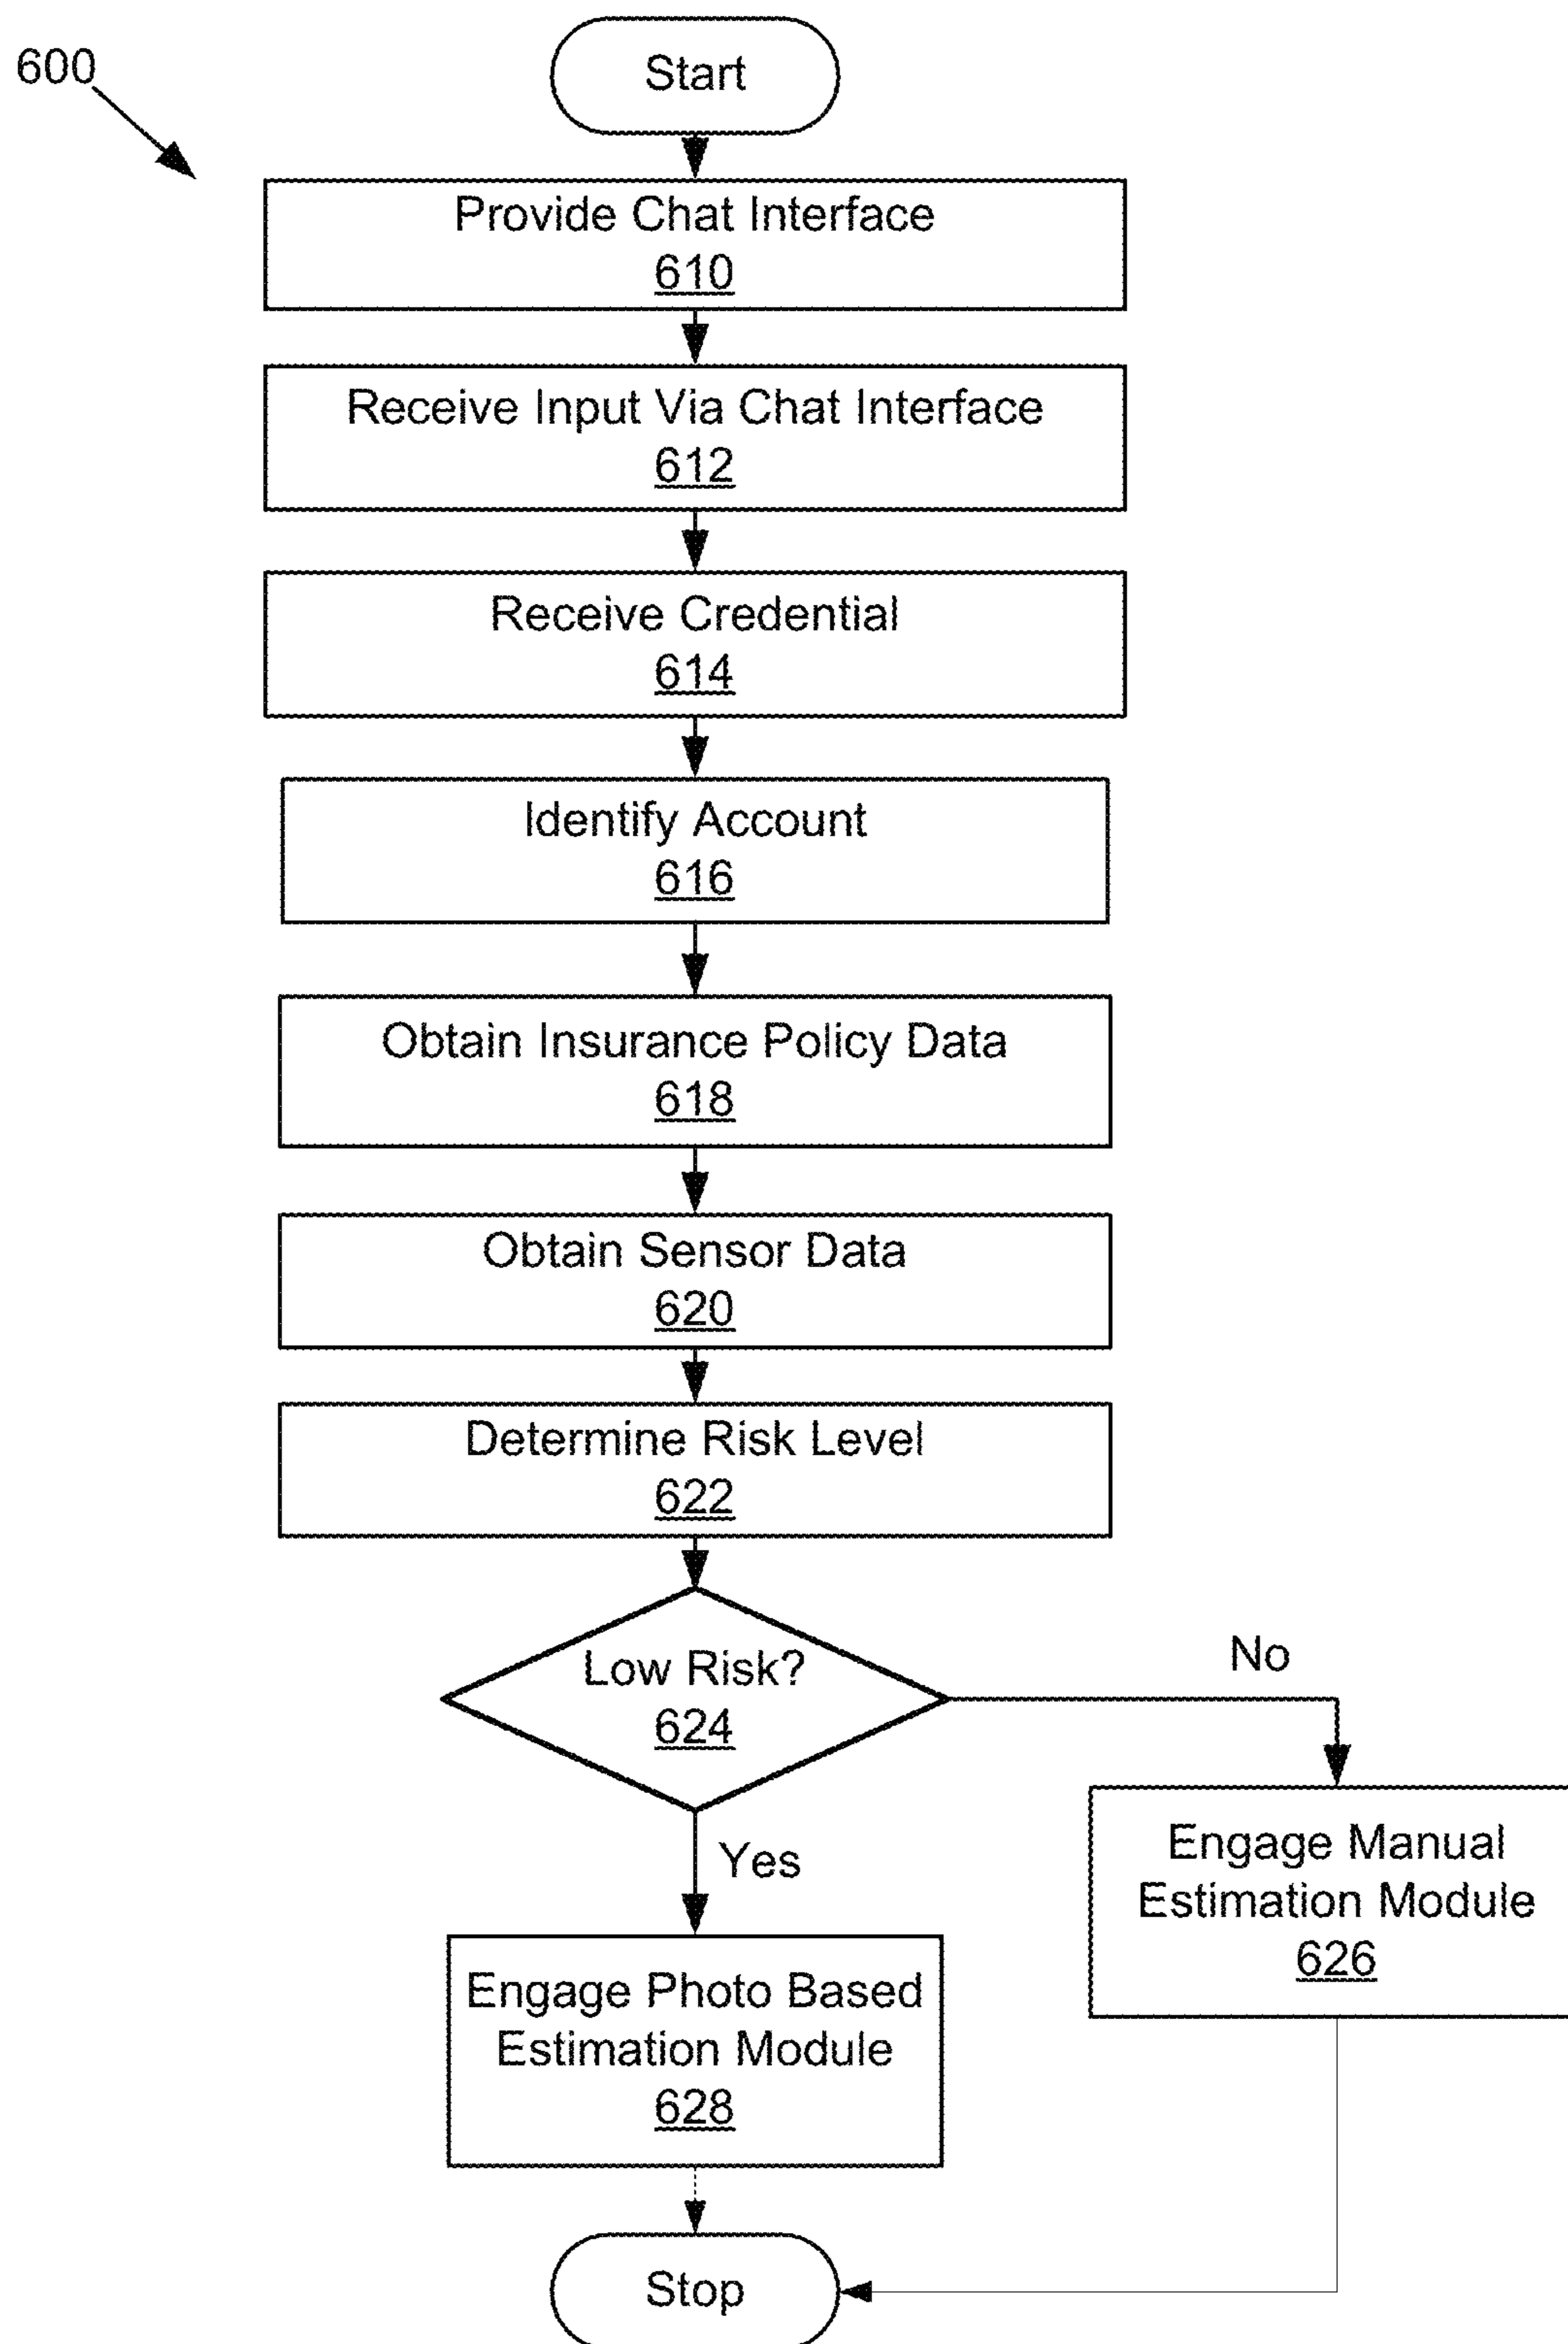 600
Start
Provide Chat Interface
610
Receive Input Via Chat Interface
612
Receive Credential
614
Identify Account
616
Obtain Insurance Policy Data
618
Obtain Sensor Data
620
Determine Risk Level
622
Low Risk?
624
No
Yes
Engage Manual
Estimation Module
626
Engage Photo Based
Estimation Module
628
Stop